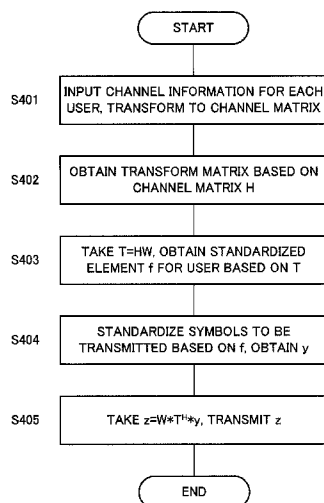 START
S401
INPUT CHANNEL INFORMATION FOR EACH
USER, TRANSFORM TO CHANNEL MATRIX
S402
OBTAIN TRANSFORM MATRIX BASED ON
CHANNEL MATRIX H
S403
TAKE T=HW, OBTAIN STANDARDIZED
ELEMENT f FOR USER BASED ON T
S404
STANDARDIZE SYMBOLS TO BE
TRANSMITTED BASED ON f, OBTAIN y
S405
TAKE z=W*Tᴴ*y, TRANSMIT z
END